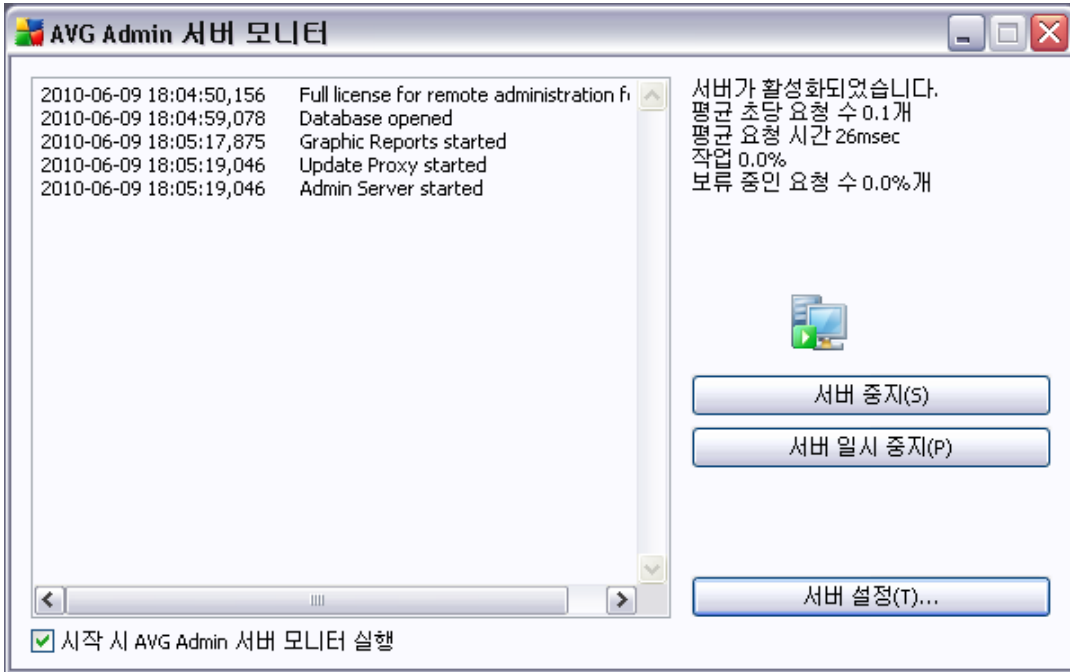 AVG Admin 서버 모니터
2010-06-09 18:04:50,156 Full license for remote administration
2010-06-09 18:04:59,078 Database opened
2010-06-09 18:05:17,875 Graphic Reports started
2010-06-09 18:05:19,046 Update Proxy started
2010-06-09 18:05:19,046 Admin Server started
서버가 활성화되었습니다.
평균 초당 요청 수 0.1개
평균 요청 시간 26msec
작업 0.0%
보류 중인 요청 수 0.0%개
서버 중지(S)
서버 일시 중지(P)
서버 설정(T)...
시작 시 AVG Admin 서버 모니터 실행